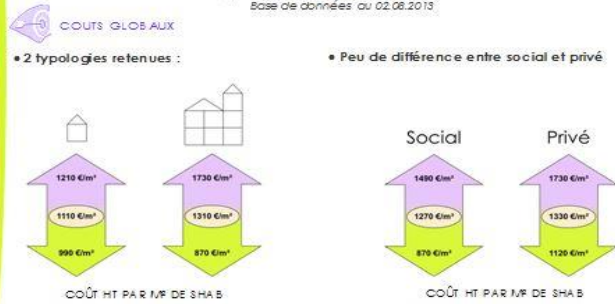 Base de données au 02.08.2013
COUTS GLOBAUX
• 2 typologies retenues :
• Peu de différence entre social et privé
Social
Privé
1210 €/m²
1110 €/m²
990 €/m²
1730 €/m²
1310 €/m²
870 €/m²
1490 €/m²
1270 €/m²
870 €/m²
1730 €/m²
1330 €/m²
1120 €/m²
COÛT HT PAR M² DE SHAB
COÛT HT PAR M² DE SHAB